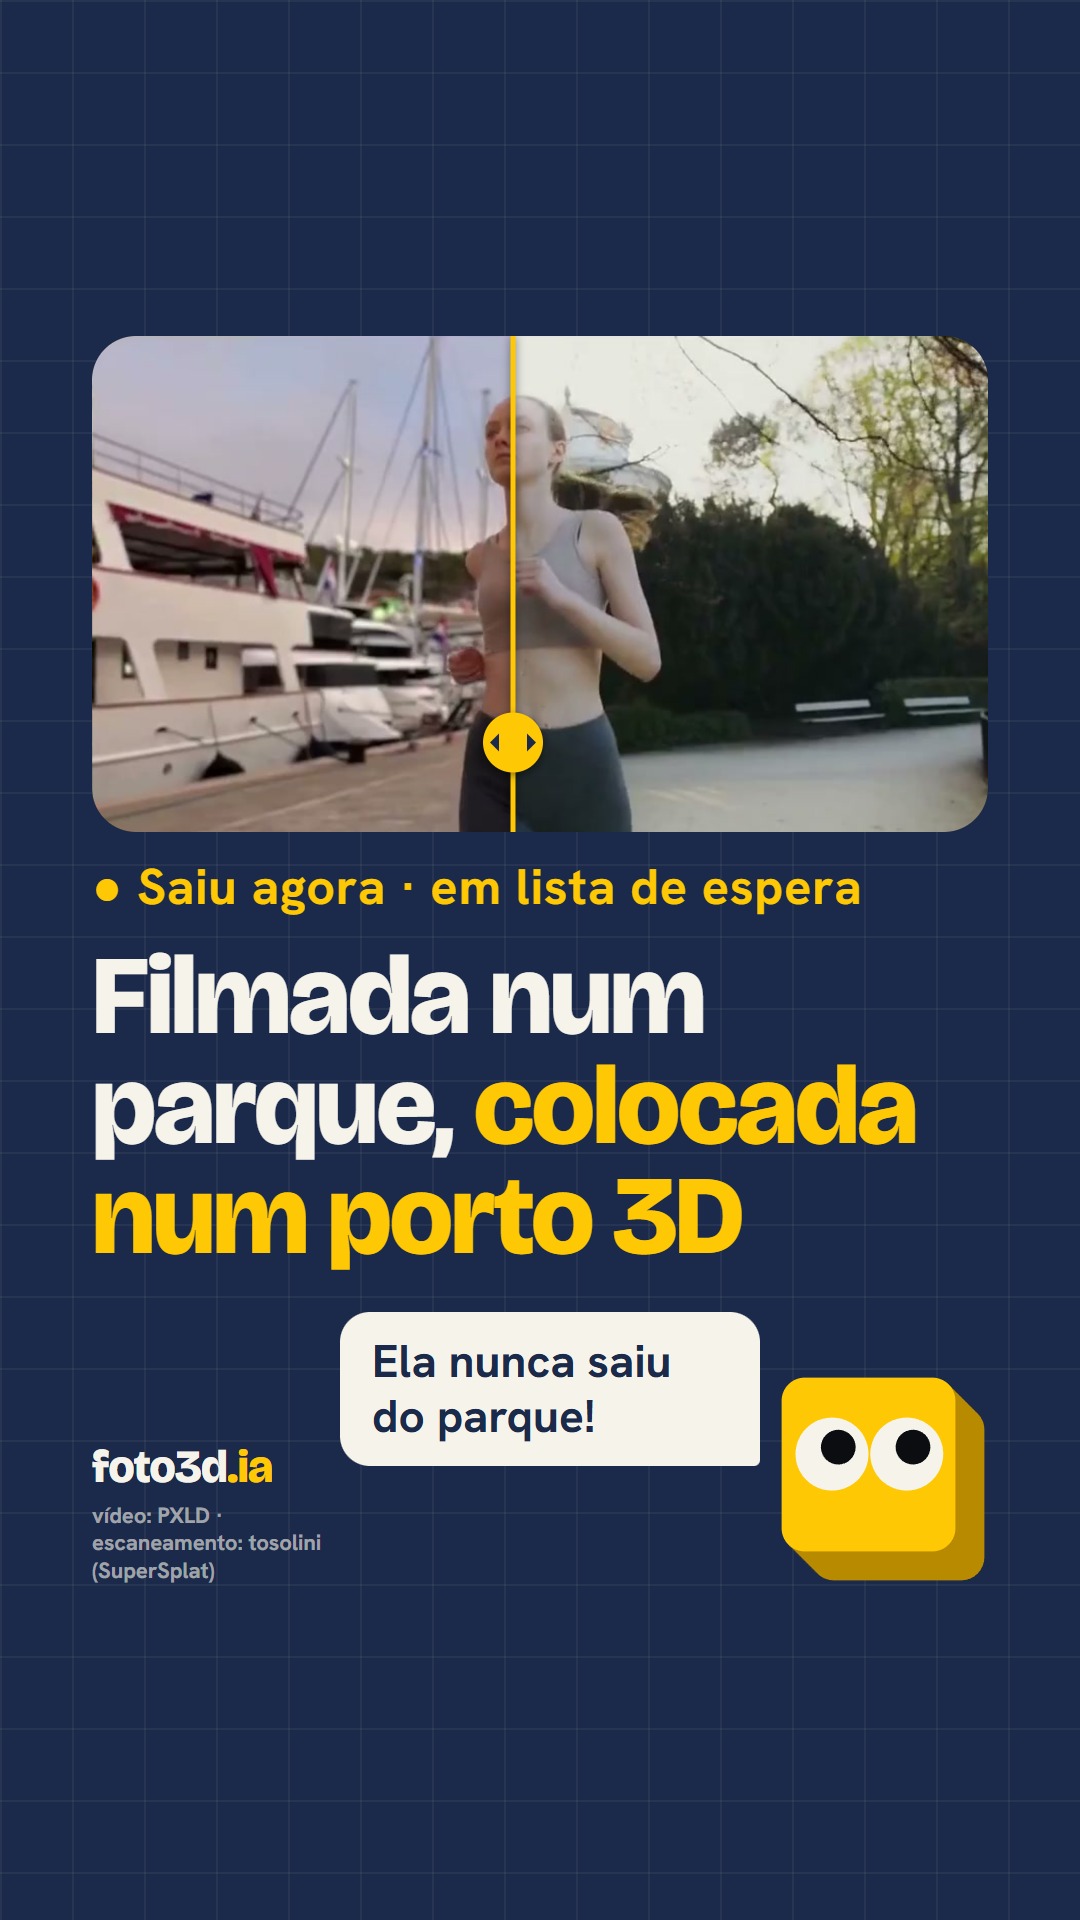 ● Saiu agora · em lista de espera
Filmada num
parque, colocada
num porto 3D
Ela nunca saiu
do parque!
foto3d.ia
vídeo: PXLD ·
escaneamento: tosolini
(SuperSplat)